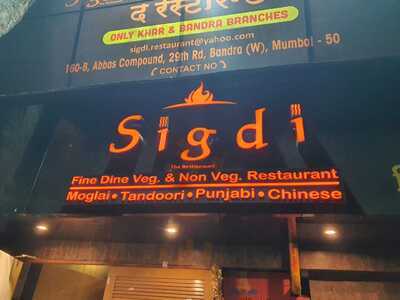 द रेस्टोरन्ट
ONLY KHAR & BANDRA BRANCHES
sigdi.restaurant@yahoo.com
160-B, Abbas Compound, 29th Rd, Bandra (W), Mumbai - 50
CONTACT NO
Sigdi
The Restaurant
Fine Dine Veg. & Non Veg. Restaurant
Moglai • Tandoori • Punjabi • Chinese